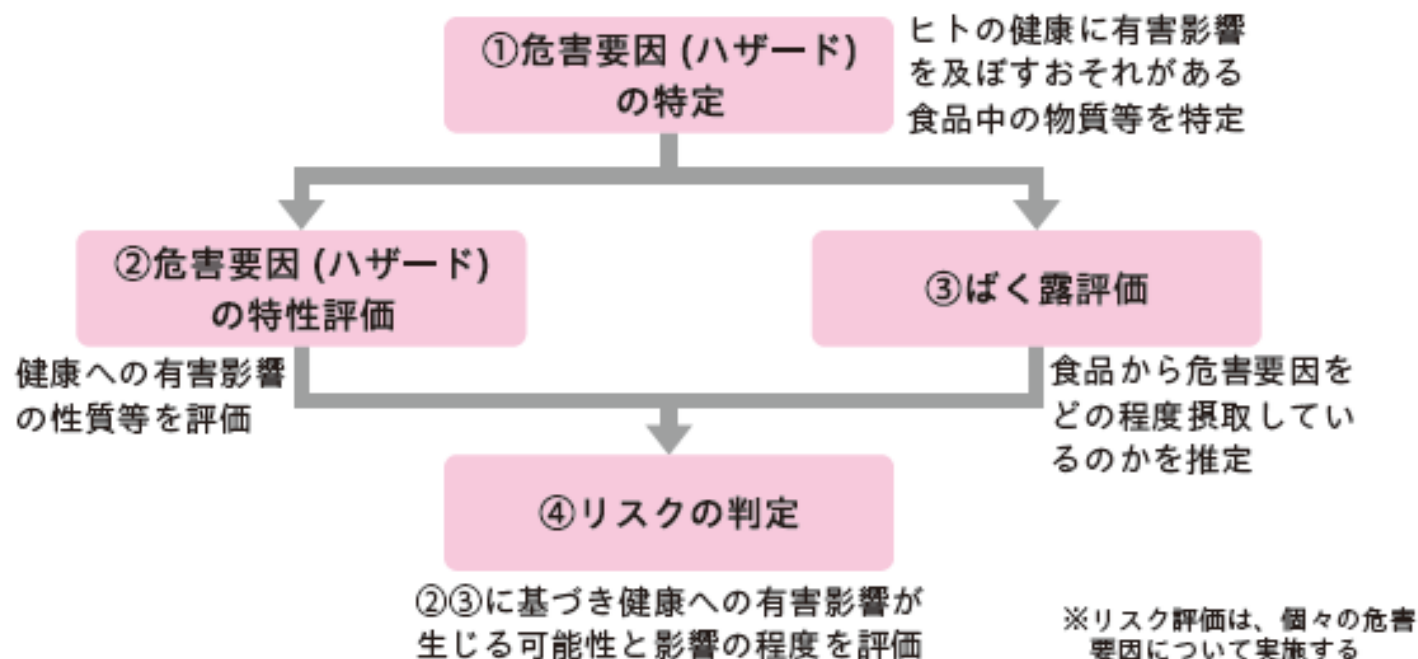 ①危害要因 (ハザード)
の特定
ヒトの健康に有害影響
を及ぼすおそれがある
食品中の物質等を特定
②危害要因 (ハザード)
の特性評価
健康への有害影響
の性質等を評価
③ばく露評価
食品から危害要因を
どの程度摂取してい
るのかを推定
④リスクの判定
②③に基づき健康への有害影響が
生じる可能性と影響の程度を評価
※リスク評価は、個々の危害
要因について実施する